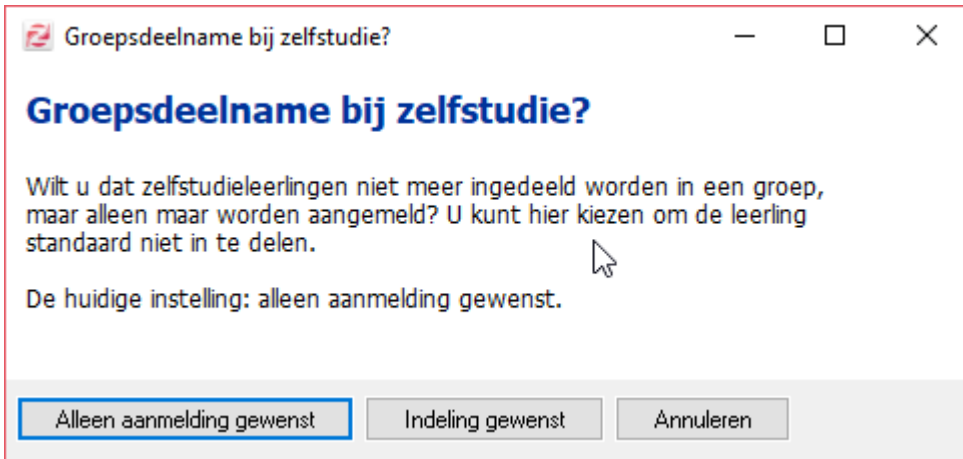 Groepsdeelname bij zelfstudie?
Groepsdeelname bij zelfstudie?
Wilt u dat zelfstudieleerlingen niet meer ingedeeld worden in een groep,
maar alleen maar worden aangemeld? U kunt hier kiezen om de leerling
standaard niet in te delen.
De huidige instelling: alleen aanmelding gewenst.
Alleen aanmelding gewenst Indeling gewenst Annuleren